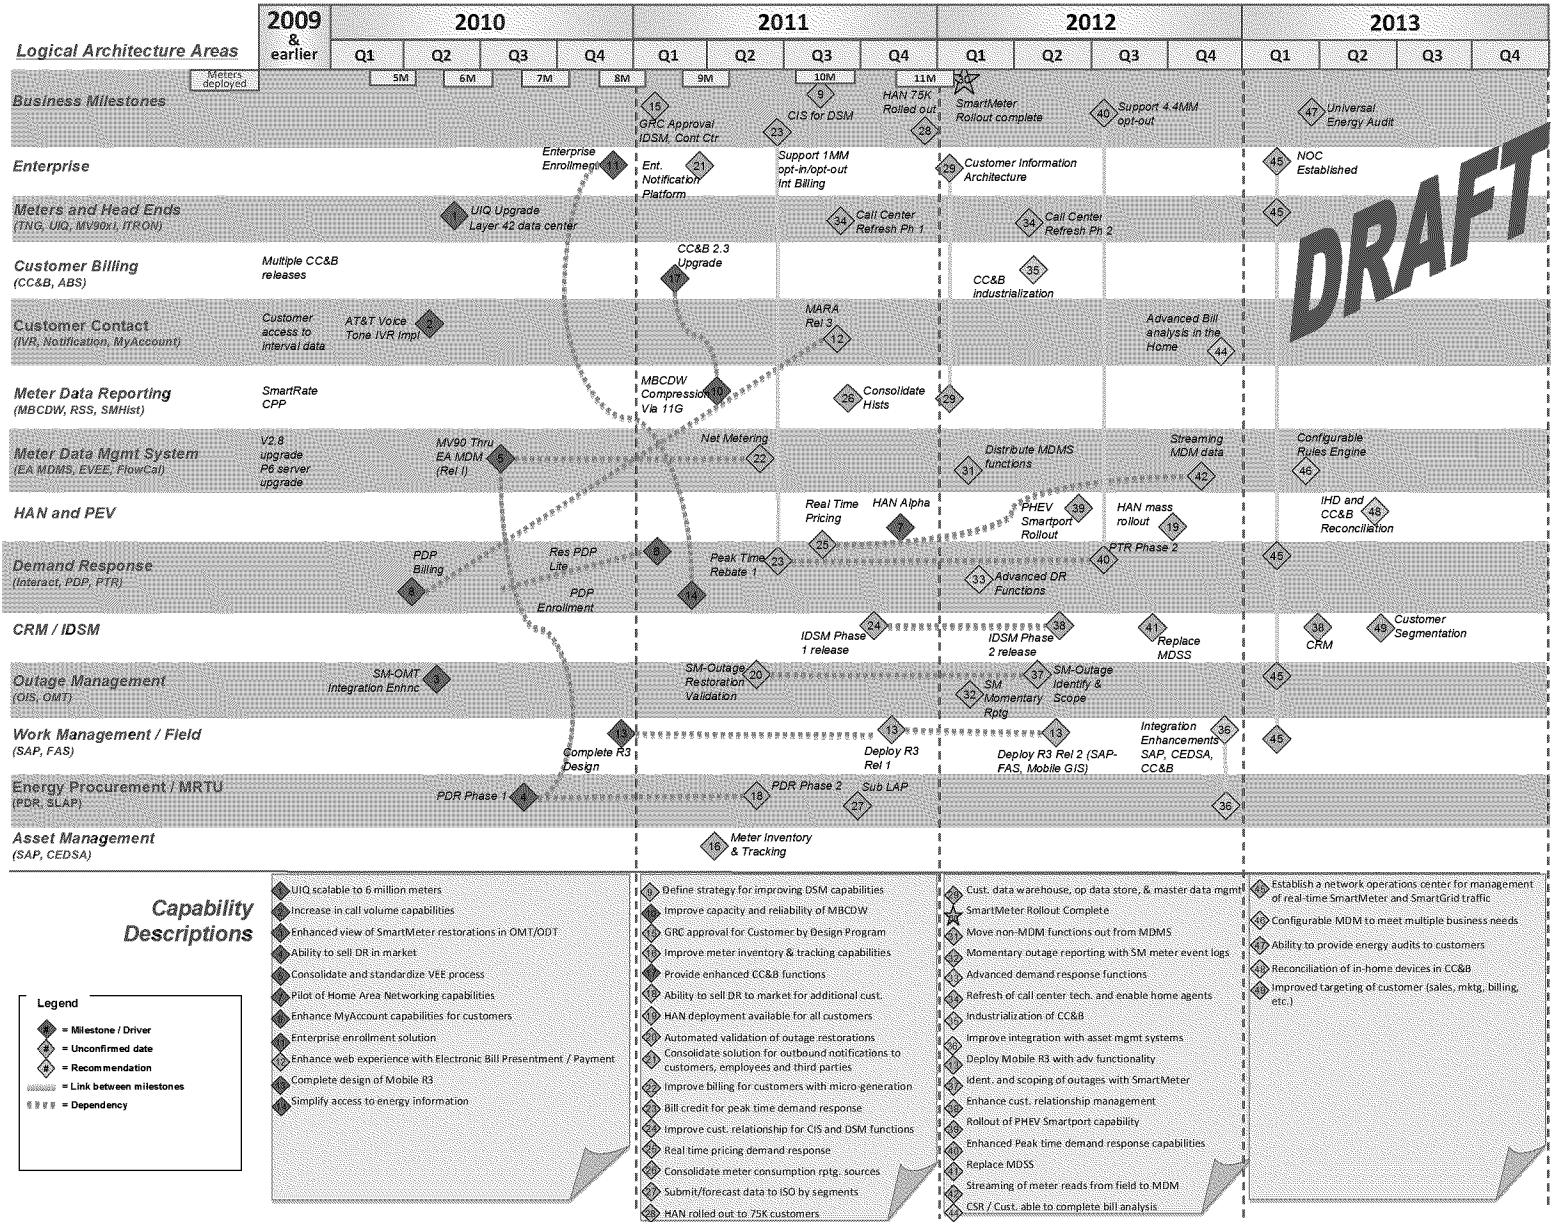 2009
& earlier
2010
2011
2012
2013
Logical Architecture Areas
Q1 Q2 Q3 Q4 Q1 Q2 Q3 Q4 Q1 Q2 Q3 Q4 Q1 Q2 Q3 Q4
Meters deployed
5M 6M 7M 8M 9M 10M 11M
Business Milestones
15
GRC Approval
IDSM, Cont Ctr
23
9
CIS for DSM
HAN 75K
Rolled out
28
30
SmartMeter
Rollout complete
40
Support 4.4MM
opt-out
47
Universal
Energy Audit
DRAFT
Enterprise
Enterprise
Enrollment
11
Ent.
Notification
Platform
21
Support 1MM
opt-in/opt-out
Int Billing
29
Customer Information
Architecture
45
NOC
Established
Meters and Head Ends
(TNG, UIQ, MV90xi, ITRON)
1
UIQ Upgrade
Layer 42 data center
34
Call Center
Refresh Ph 1
34
Call Center
Refresh Ph 2
45
Customer Billing
(CC&B, ABS)
Multiple CC&B
releases
CC&B 2.3
Upgrade
17
35
CC&B
industrialization
Customer Contact
(IVR, Notification, MyAccount)
Customer
access to
interval data
AT&T Voice
Tone IVR Impl
2
MARA
Rel 3
12
Advanced Bill
analysis in the
Home
44
Meter Data Reporting
(MBCDW, RSS, SMHist)
SmartRate
CPP
MBCDW
Compression
Via 11G
10
26
Consolidate
Hists
29
Meter Data Mgmt System
(EA MDMS, EVEE, FlowCal)
V2.8
upgrade
P6 server
upgrade
MV90 Thru
EA MDM
(Rel I)
5
Net Metering
22
31
Distribute MDMS
functions
Streaming
MDM data
42
Configurable
Rules Engine
46
HAN and PEV
Real Time
Pricing
25
HAN Alpha
7
PHEV
Smartport
Rollout
39
HAN mass
rollout
19
IHD and
CC&B
Reconciliation
48
Demand Response
(Interact, PDP, PTR)
PDP
Billing
8
Res PDP
Lite
6
PDP
Enrollment
14
Peak Time
Rebate 1
23
33
Advanced DR
Functions
40
PTR Phase 2
45
CRM / IDSM
24
IDSM Phase
1 release
38
IDSM Phase
2 release
41
Replace
MDSS
38
CRM
49
Customer
Segmentation
Outage Management
(OIS, OMT)
SM-OMT
Integration Enhnc
3
SM-Outage
Restoration
Validation
20
32
SM
Momentary
Rptg
37
SM-Outage
Identify &
Scope
45
Work Management / Field
(SAP, FAS)
13
Complete R3
Design
13
Deploy R3
Rel 1
13
Deploy R3 Rel 2 (SAP-
FAS, Mobile GIS)
Integration
Enhancements
SAP, CEDSA,
CC&B
36
45
Energy Procurement / MRTU
(PDR, SLAP)
PDR Phase 1
4
18
PDR Phase 2
27
Sub LAP
36
Asset Management
(SAP, CEDSA)
16
Meter Inventory
& Tracking
Capability
Descriptions
UIQ scalable to 6 million meters
Increase in call volume capabilities
Enhanced view of SmartMeter restorations in OMT/ODT
Ability to sell DR in market
Consolidate and standardize VEE process
Pilot of Home Area Networking capabilities
Enhance MyAccount capabilities for customers
Enterprise enrollment solution
Enhance web experience with Electronic Bill Presentment / Payment
Complete design of Mobile R3
Simplify access to energy information
Define strategy for improving DSM capabilities
Improve capacity and reliability of MBCDW
GRC approval for Customer by Design Program
Improve meter inventory & tracking capabilities
Provide enhanced CC&B functions
Ability to sell DR to market for additional cust.
HAN deployment available for all customers
Automated validation of outage restorations
Consolidate solution for outbound notifications to
customers, employees and third parties
Improve billing for customers with micro-generation
Bill credit for peak time demand response
Improve cust. relationship for CIS and DSM functions
Real time pricing demand response
Consolidate meter consumption rptg. sources
Submit/forecast data to ISO by segments
HAN rolled out to 75K customers
Cust. data warehouse, op data store, & master data mgmt
SmartMeter Rollout Complete
Move non-MDM functions out from MDMS
Momentary outage reporting with SM meter event logs
Advanced demand response functions
Refresh of call center tech. and enable home agents
Industrialization of CC&B
Improve integration with asset mgmt systems
Deploy Mobile R3 with adv functionality
Ident. and scoping of outages with SmartMeter
Enhance cust. relationship management
Rollout of PHEV Smartport capability
Enhanced Peak time demand response capabilities
Replace MDSS
Streaming of meter reads from field to MDM
CSR / Cust. able to complete bill analysis
Establish a network operations center for management
of real-time SmartMeter and SmartGrid traffic
Configurable MDM to meet multiple business needs
Ability to provide energy audits to customers
Reconciliation of in-home devices in CC&B
Improved targeting of customer (sales, mktg, billing,
etc.)
Legend
# = Milestone / Driver
# = Unconfirmed date
# = Recommendation
= Link between milestones
= Dependency